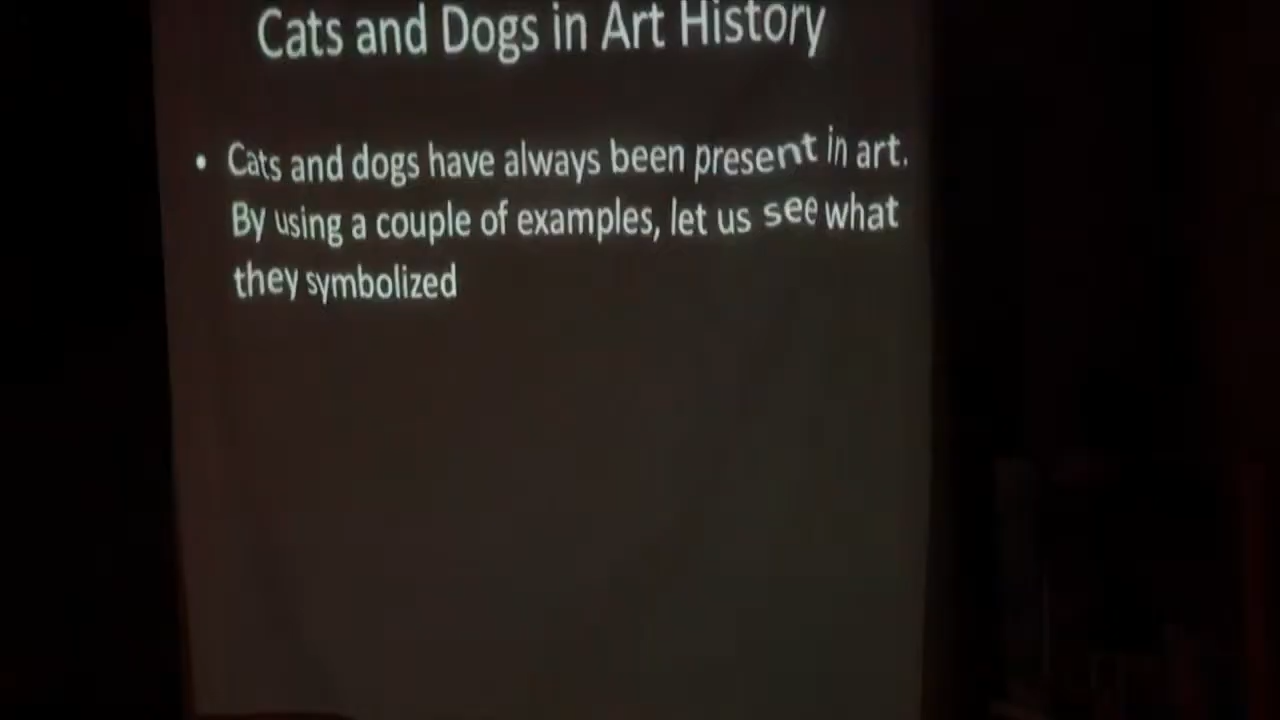 Cats and Dogs in Art History
• Cats and dogs have always been present in art.
By using a couple of examples, let us see what
they symbolized